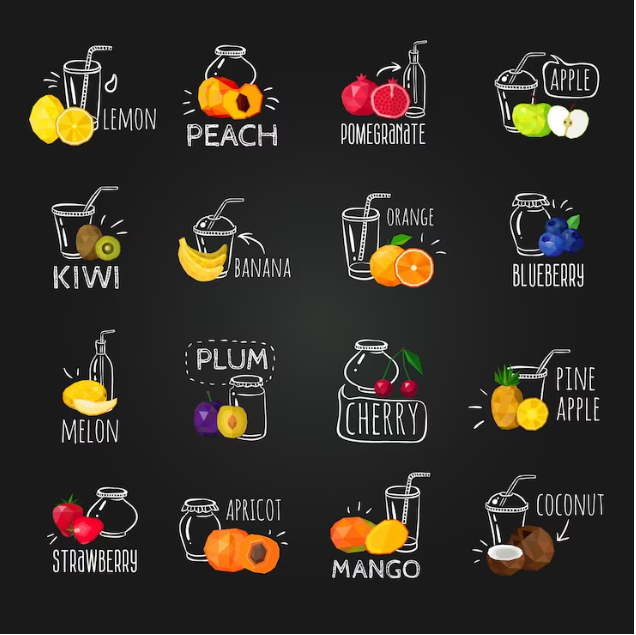 LEMON
PEACH
POMEGRANATE
APPLE
KIWI
BANANA
ORANGE
BLUEBERRY
MELON
PLUM
CHERRY
PINE
APPLE
STRAWBERRY
APRICOT
MANGO
COCONUT